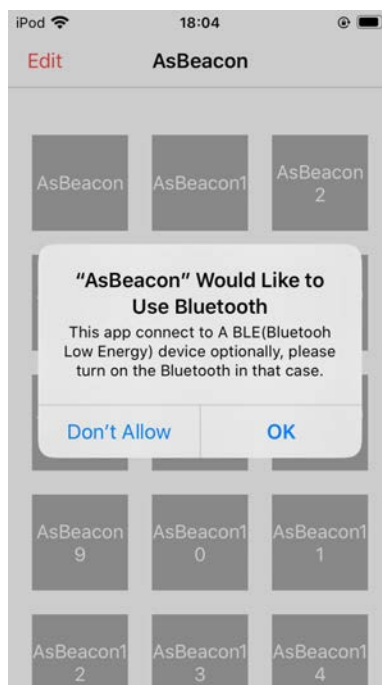 iPod 18:04
Edit AsBeacon
AsBeacon AsBeacon1 AsBeacon
2
“AsBeacon” Would Like to
Use Bluetooth
This app connect to A BLE(Bluetooh
Low Energy) device optionally, please
turn on the Bluetooth in that case.
Don’t Allow OK
AsBeacon AsBeacon1 AsBeacon1
9 0 1
AsBeacon1 AsBeacon1 AsBeacon1
2 3 4